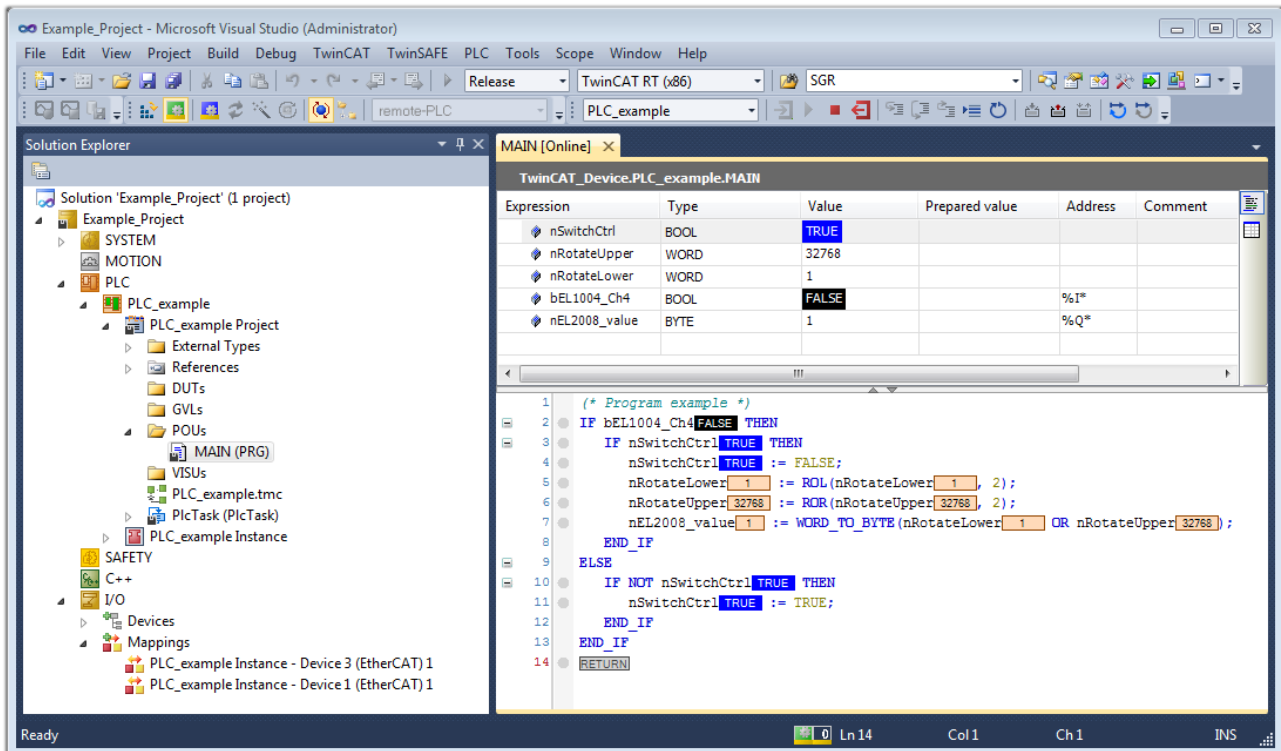 Example_Project - Microsoft Visual Studio (Administrator)
File Edit View Project Build Debug TwinCAT TwinSAFE PLC Tools Scope Window Help
Release TwinCAT RT (x86) SGR
remote-PLC PLC_example
Solution Explorer
Solution 'Example_Project' (1 project)
Example_Project
SYSTEM
MOTION
PLC
PLC_example
PLC_example Project
External Types
References
DUTs
GVLs
POUs
MAIN (PRG)
VISUs
PLC_example.tmc
PlcTask (PlcTask)
PLC_example Instance
SAFETY
C++
I/O
Devices
Mappings
PLC_example Instance - Device 3 (EtherCAT) 1
PLC_example Instance - Device 1 (EtherCAT) 1
MAIN [Online]
TwinCAT_Device.PLC_example.MAIN
Expression Type Value Prepared value Address Comment
nSwitchCtrl BOOL TRUE
nRotateUpper WORD 32768
nRotateLower WORD 1
bEL1004_Ch4 BOOL FALSE %I*
nEL2008_value BYTE 1 %Q*
1 (* Program example *)
2 IF bEL1004_Ch4 FALSE THEN
3 IF nSwitchCtrl TRUE THEN
4 nSwitchCtrl TRUE := FALSE;
5 nRotateLower 1 := ROL(nRotateLower 1 , 2);
6 nRotateUpper 32768 := ROR(nRotateUpper 32768 , 2);
7 nEL2008_value 1 := WORD_TO_BYTE(nRotateLower 1 OR nRotateUpper 32768 );
8 END_IF
9 ELSE
10 IF NOT nSwitchCtrl TRUE THEN
11 nSwitchCtrl TRUE := TRUE;
12 END_IF
13 END_IF
14 RETURN
Ready 0 Ln 14 Col 1 Ch 1 INS